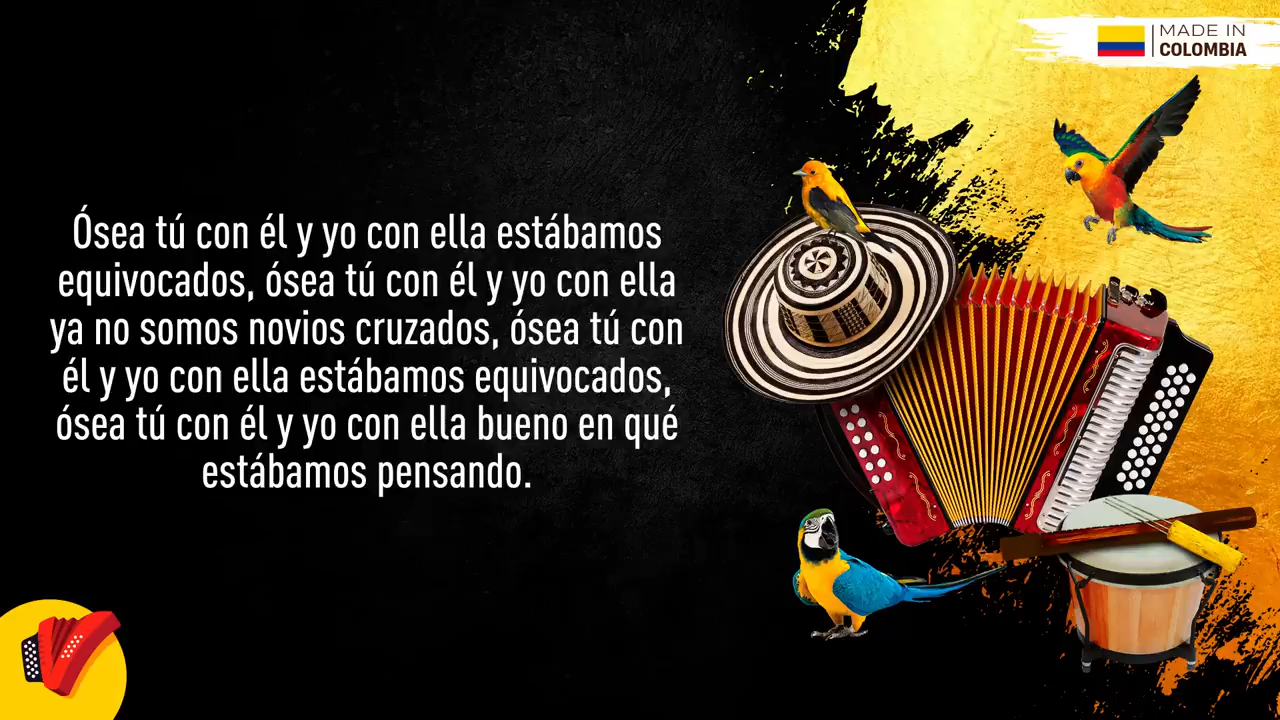 MADE IN
COLOMBIA
Ósea tú con él y yo con ella estábamos
equivocados, ósea tú con él y yo con ella
ya no somos novios cruzados, ósea tú con
él y yo con ella estábamos equivocados,
ósea tú con él y yo con ella bueno en qué
estábamos pensando.